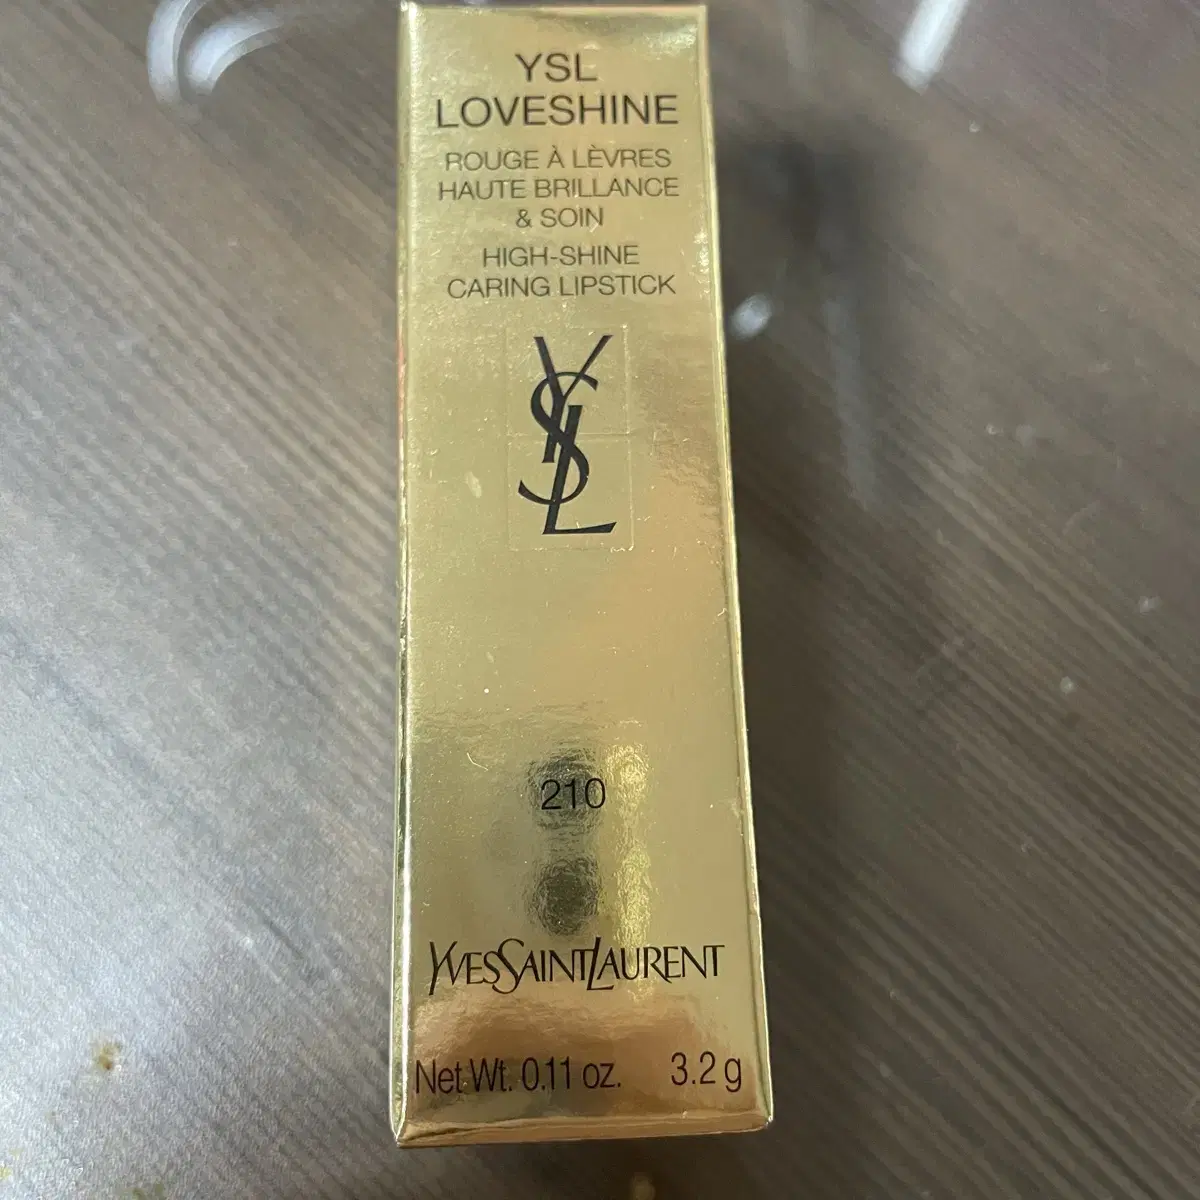 YSL
LOVESHINE
ROUGE À LÈVRES
HAUTE BRILLANCE
& SOIN
HIGH-SHINE
CARING LIPSTICK
YSL
210
YVESSAINTLAURENT
Net Wt. 0.11 oz. 3.2 g